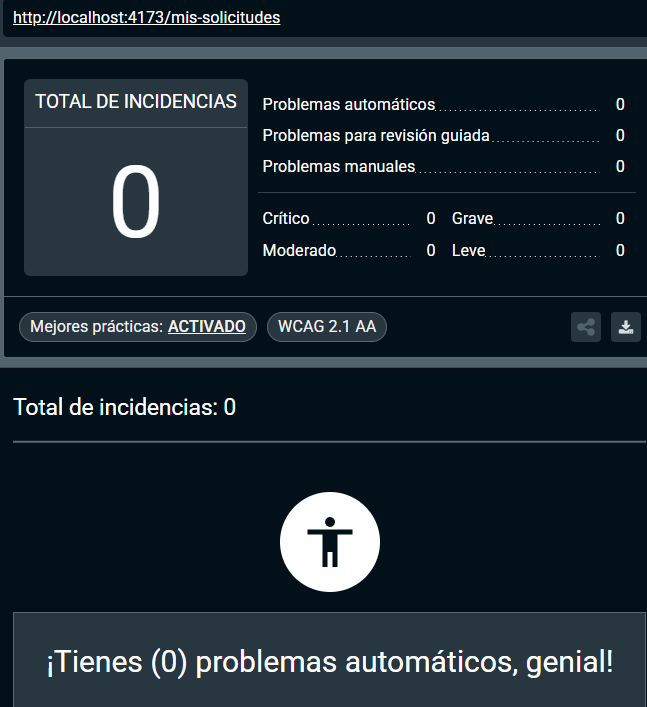 http://localhost:4173/mis-solicitudes
TOTAL DE INCIDENCIAS
0
Problemas automáticos 0
Problemas para revisión guiada 0
Problemas manuales 0
Crítico 0 Grave 0
Moderado 0 Leve 0
Mejores prácticas: ACTIVADO WCAG 2.1 AA
Total de incidencias: 0
¡Tienes (0) problemas automáticos, genial!